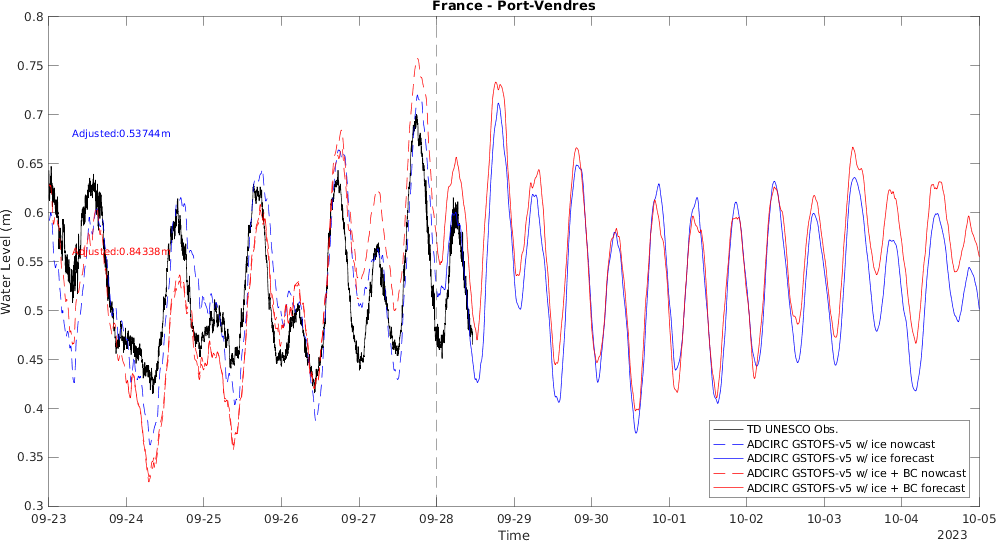 France - Port-Vendres
0.8
0.75
0.7
0.65
0.6
0.55
0.5
0.45
0.4
0.35
0.3
Water Level (m)
Adjusted:0.53744m
Adjusted:0.84338m
TD UNESCO Obs.
ADCIRC GSTOFS-v5 w/ ice nowcast
ADCIRC GSTOFS-v5 w/ ice forecast
ADCIRC GSTOFS-v5 w/ ice + BC nowcast
ADCIRC GSTOFS-v5 w/ ice + BC forecast
09-23 09-24 09-25 09-26 09-27 09-28 09-29 09-30 10-01 10-02 10-03 10-04 10-05
Time
2023